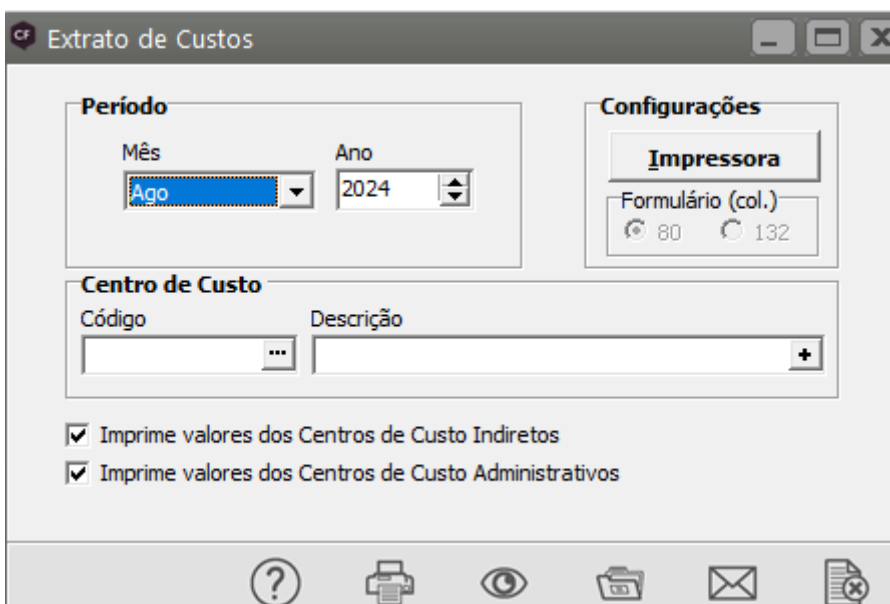 CF Extrato de Custos
Período
Mês
Ano
Ago
2024
Configurações
Impressora
Formulário (col.)
80
132
Centro de Custo
Código
Descrição
Imprime valores dos Centros de Custo Indiretos
Imprime valores dos Centros de Custo Administrativos